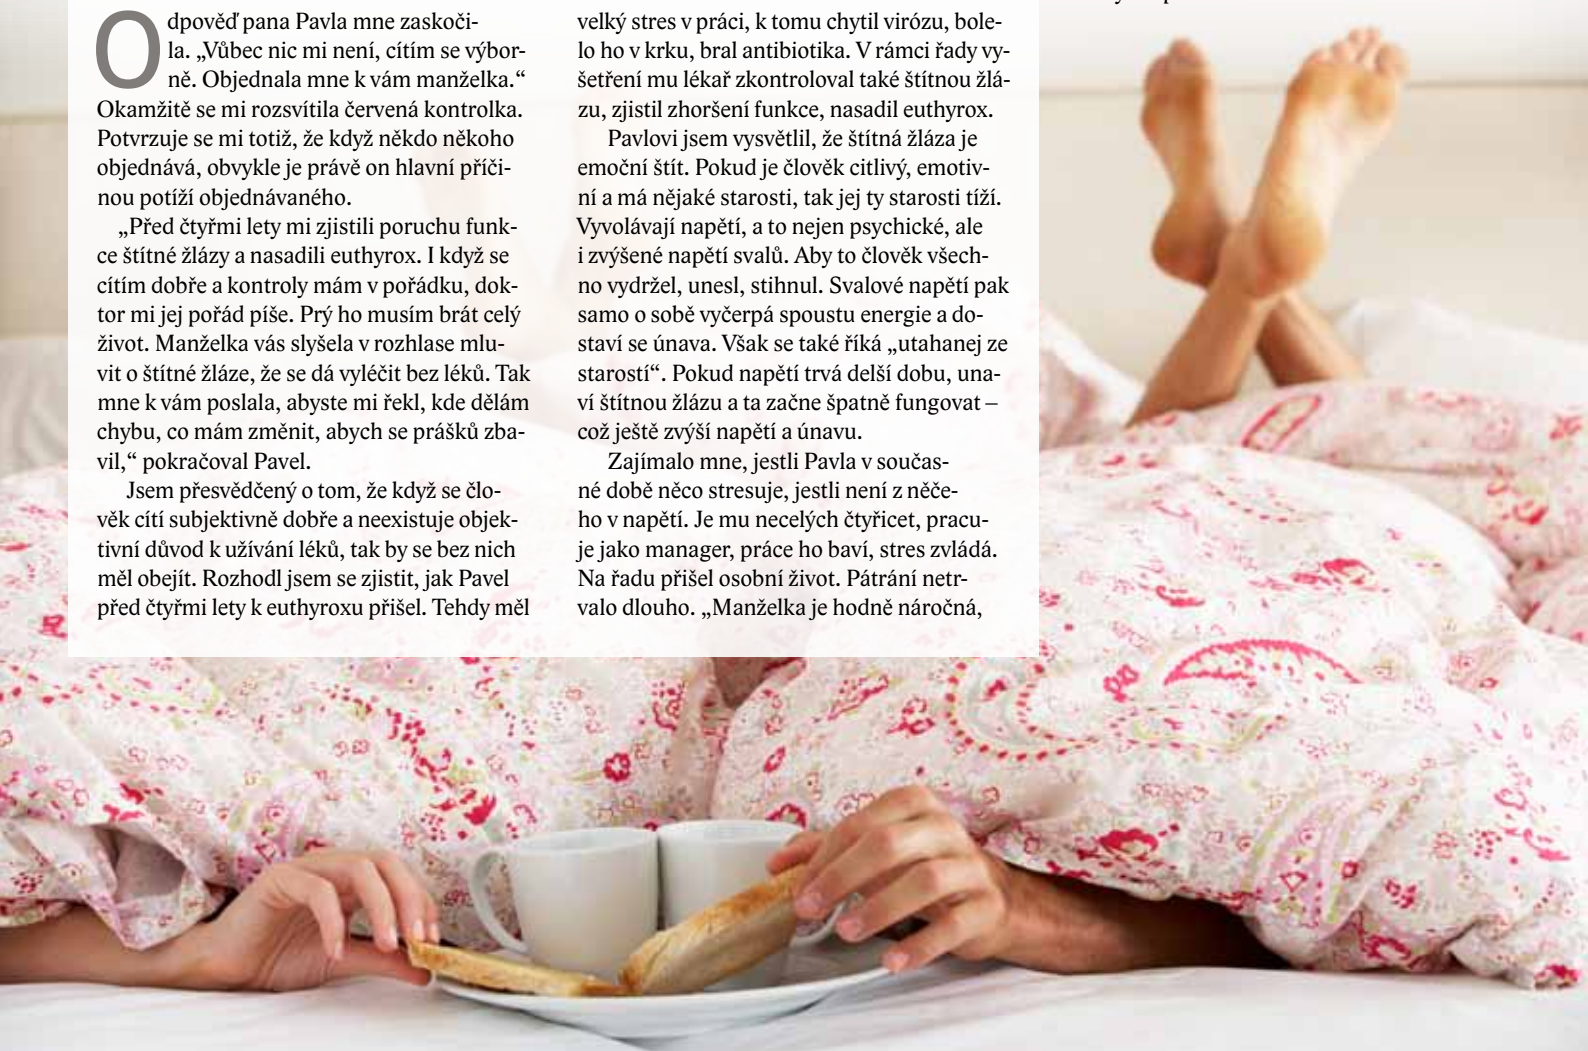 Odpověď pana Pavla mne zaskoči-
la. „Vůbec nic mi není, cítím se výbor-
ně. Objednala mne k vám manželka.“
Okamžitě se mi rozsvítila červená kontrolka.
Potvrzuje se mi totiž, že když někdo někoho
objednává, obvykle je právě on hlavní příči-
nou potíží objednávaného.
„Před čtyřmi lety mi zjistili poruchu funk-
ce štítné žlázy a nasadili euthyrox. I když se
cítím dobře a kontroly mám v pořádku, dok-
tor mi jej pořád píše. Prý ho musím brát celý
život. Manželka vás slyšela v rozhlase mlu-
vit o štítné žláze, že se dá vyléčit bez léků. Tak
mne k vám poslala, abyste mi řekl, kde dělám
chybu, co mám změnit, abych se prášků zba-
vil,“ pokračoval Pavel.
Jsem přesvědčený o tom, že když se člo-
věk cítí subjektivně dobře a neexistuje objek-
tivní důvod k užívání léků, tak by se bez nich
měl obejít. Rozhodl jsem se zjistit, jak Pavel
před čtyřmi lety k euthyroxu přišel. Tehdy měl
velký stres v práci, k tomu chytil virózu, bole-
lo ho v krku, bral antibiotika. V rámci řady vy-
šetření mu lékař zkontroloval také štítnou žlá-
zu, zjistil zhoršení funkce, nasadil euthyrox.
Pavlovi jsem vysvětlil, že štítná žláza je
emoční štít. Pokud je člověk citlivý, emotiv-
ní a má nějaké starosti, tak jej ty starosti tíží.
Vyvolávají napětí, a to nejen psychické, ale
i zvýšené napětí svalů. Aby to člověk všech-
no vydržel, unesl, stihnul. Svalové napětí pak
samo o sobě vyčerpá spoustu energie a do-
staví se únava. Však se také říká „utahanej ze
starostí“. Pokud napětí trvá delší dobu, una-
ví štítnou žlázu a ta začne špatně fungovat –
což ještě zvýší napětí a únavu.
Zajímalo mne, jestli Pavla v součas-
né době něco stresuje, jestli není z něče-
ho v napětí. Je mu necelých čtyřicet, pracu-
je jako manager, práce ho baví, stres zvládá.
Na řadu přišel osobní život. Pátrání netr-
valo dlouho. „Manželka je hodně náročná,